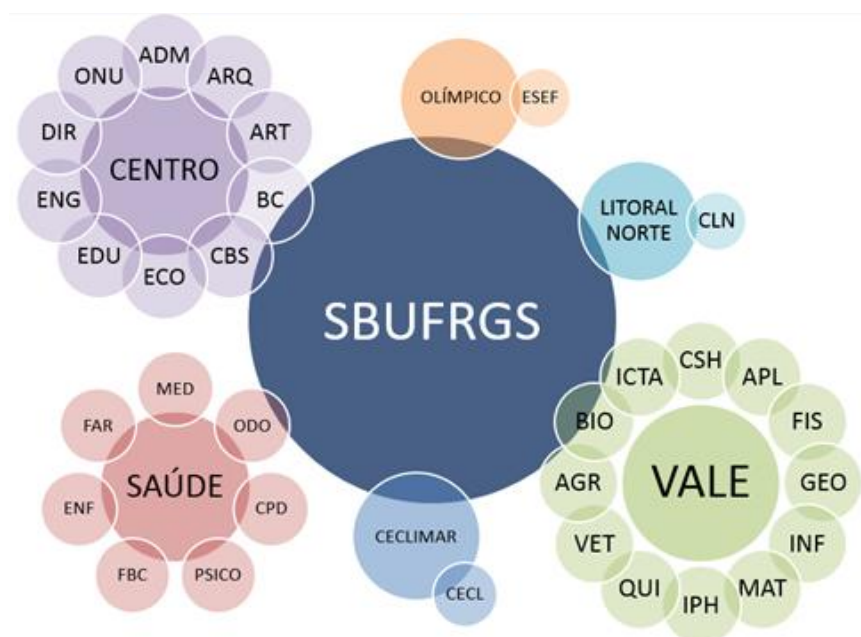 ADM
ONU
ARQ
DIR
ART
CENTRO
ENG
BC
EDU
CBS
ECO
OLÍMPICO
ESEF
LITORAL
NORTE
CLN
SBUFRGS
MED
FAR
ODO
SAÚDE
ENF
CPD
FBC
PSICO
CECLIMAR
CECL
CSH
ICTA
APL
BIO
FIS
AGR
VALE
GEO
VET
INF
QUI
MAT
IPH